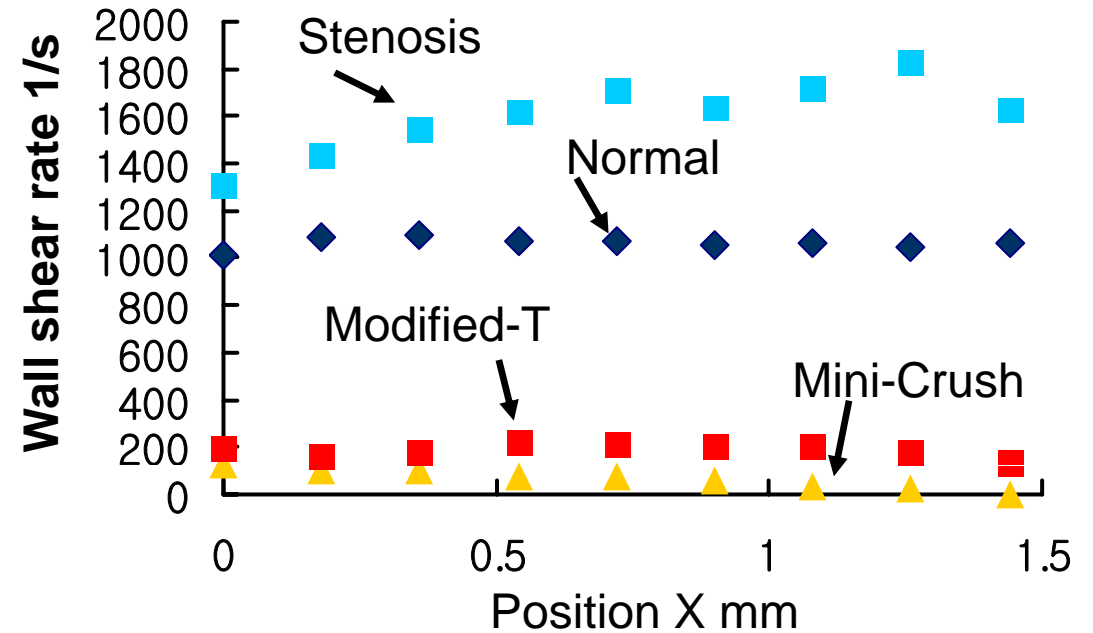 Wall shear rate 1/s
2000
1800
1600
1400
1200
1000
800
600
400
200
0
Stenosis
Normal
Modified-T
Mini-Crush
0 0.5 1 1.5
Position X mm